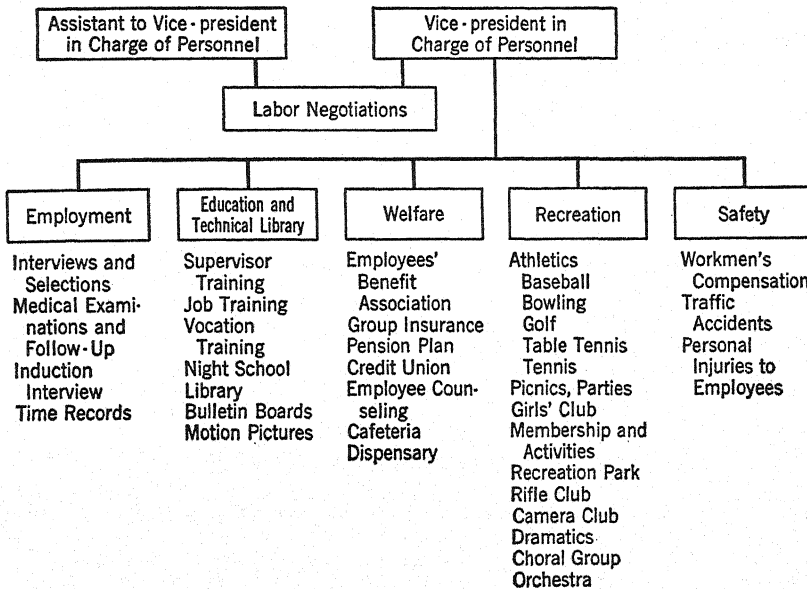 Assistant to Vice-president
in Charge of Personnel
Vice-president in
Charge of Personnel
Labor Negotiations
Employment
Interviews and
Selections
Medical Exami-
nations and
Follow-Up
Induction
Interview
Time Records
Education and
Technical Library
Supervisor
Training
Job Training
Vocation
Training
Night School
Library
Bulletin Boards
Motion Pictures
Welfare
Employees'
Benefit
Association
Group Insurance
Pension Plan
Credit Union
Employee Coun-
seling
Cafeteria
Dispensary
Recreation
Athletics
Baseball
Bowling
Golf
Table Tennis
Tennis
Picnics, Parties
Girls' Club
Membership and
Activities
Recreation Park
Rifle Club
Camera Club
Dramatics
Choral Group
Orchestra
Safety
Workmen's
Compensation
Traffic
Accidents
Personal
Injuries to
Employees